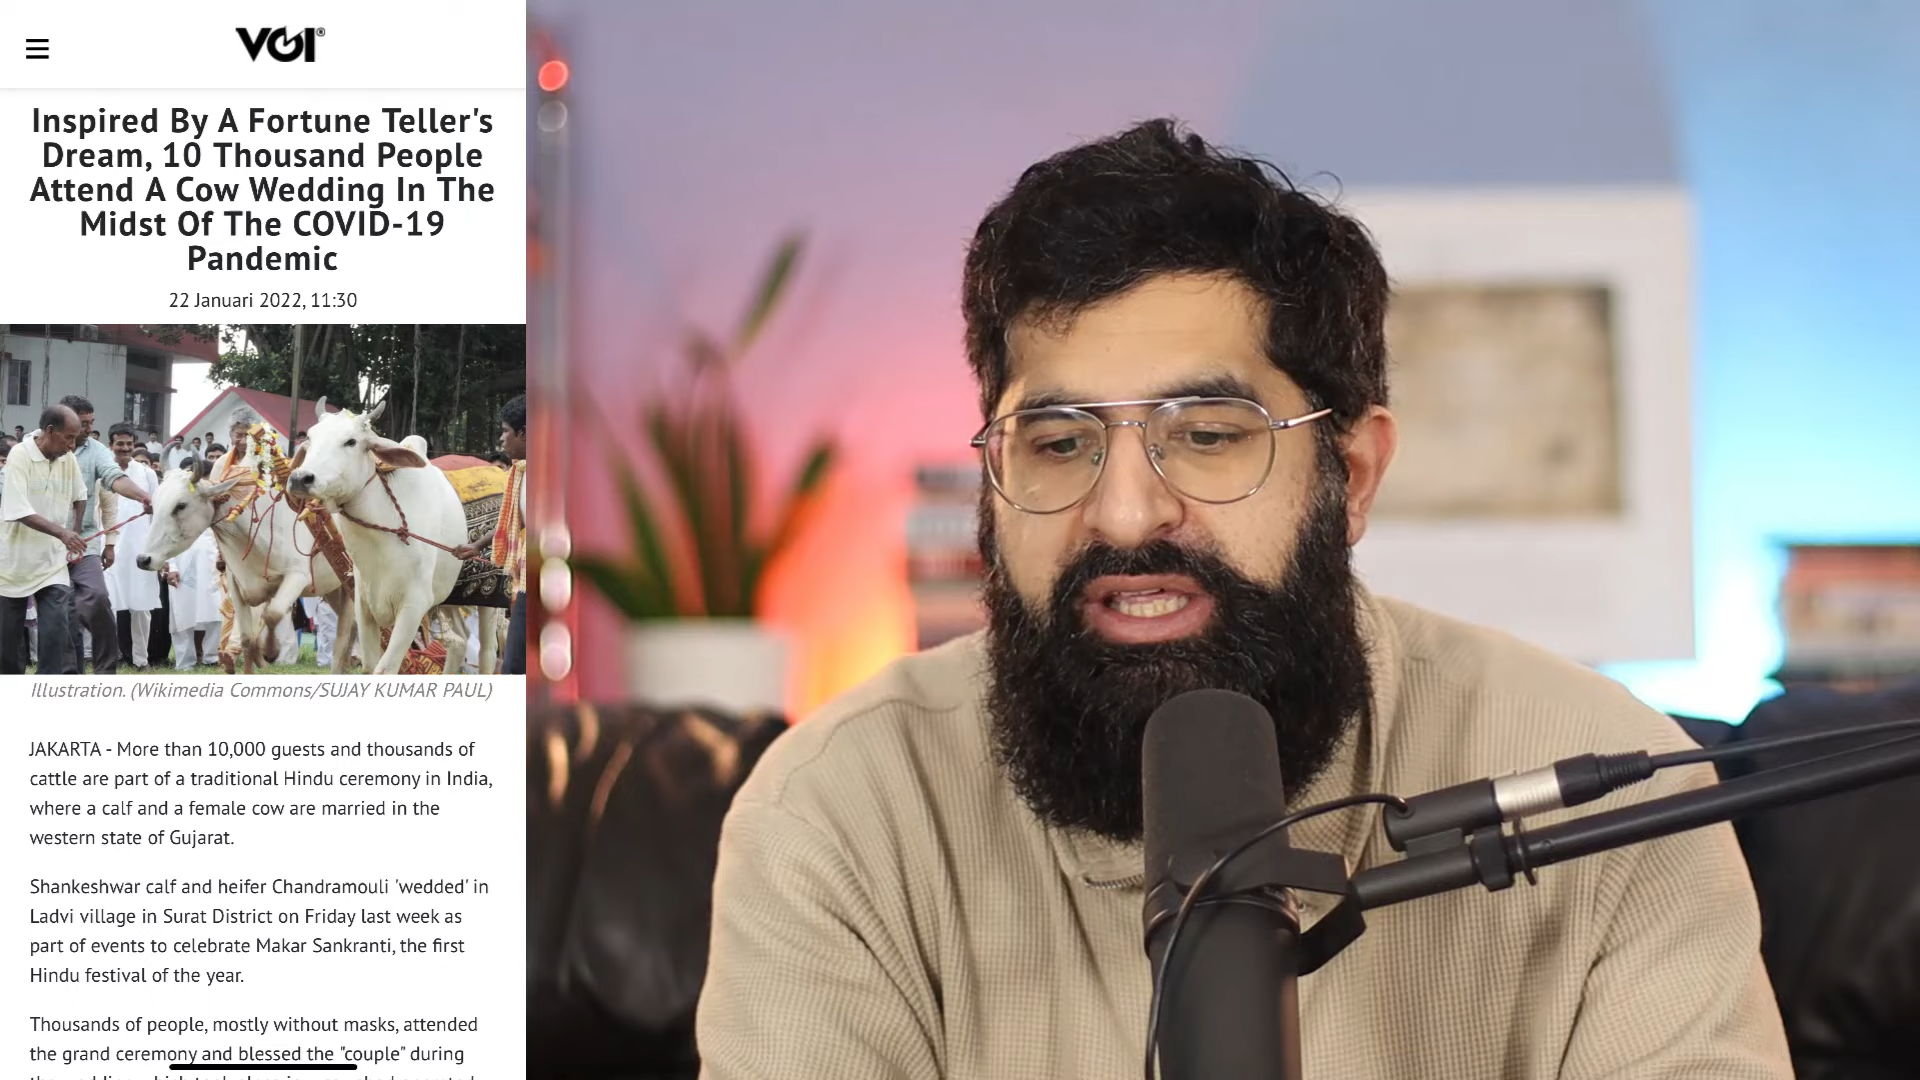 VOI®
Inspired By A Fortune Teller's
Dream, 10 Thousand People
Attend A Cow Wedding In The
Midst Of The COVID-19
Pandemic
22 Januari 2022, 11:30
Illustration. (Wikimedia Commons/SUJAY KUMAR PAUL)
JAKARTA - More than 10,000 guests and thousands of
cattle are part of a traditional Hindu ceremony in India,
where a calf and a female cow are married in the
western state of Gujarat.
Shankeshwar calf and heifer Chandramouli 'wedded' in
Ladvi village in Surat District on Friday last week as
part of events to celebrate Makar Sankranti, the first
Hindu festival of the year.
Thousands of people, mostly without masks, attended
the grand ceremony and blessed the "couple" during